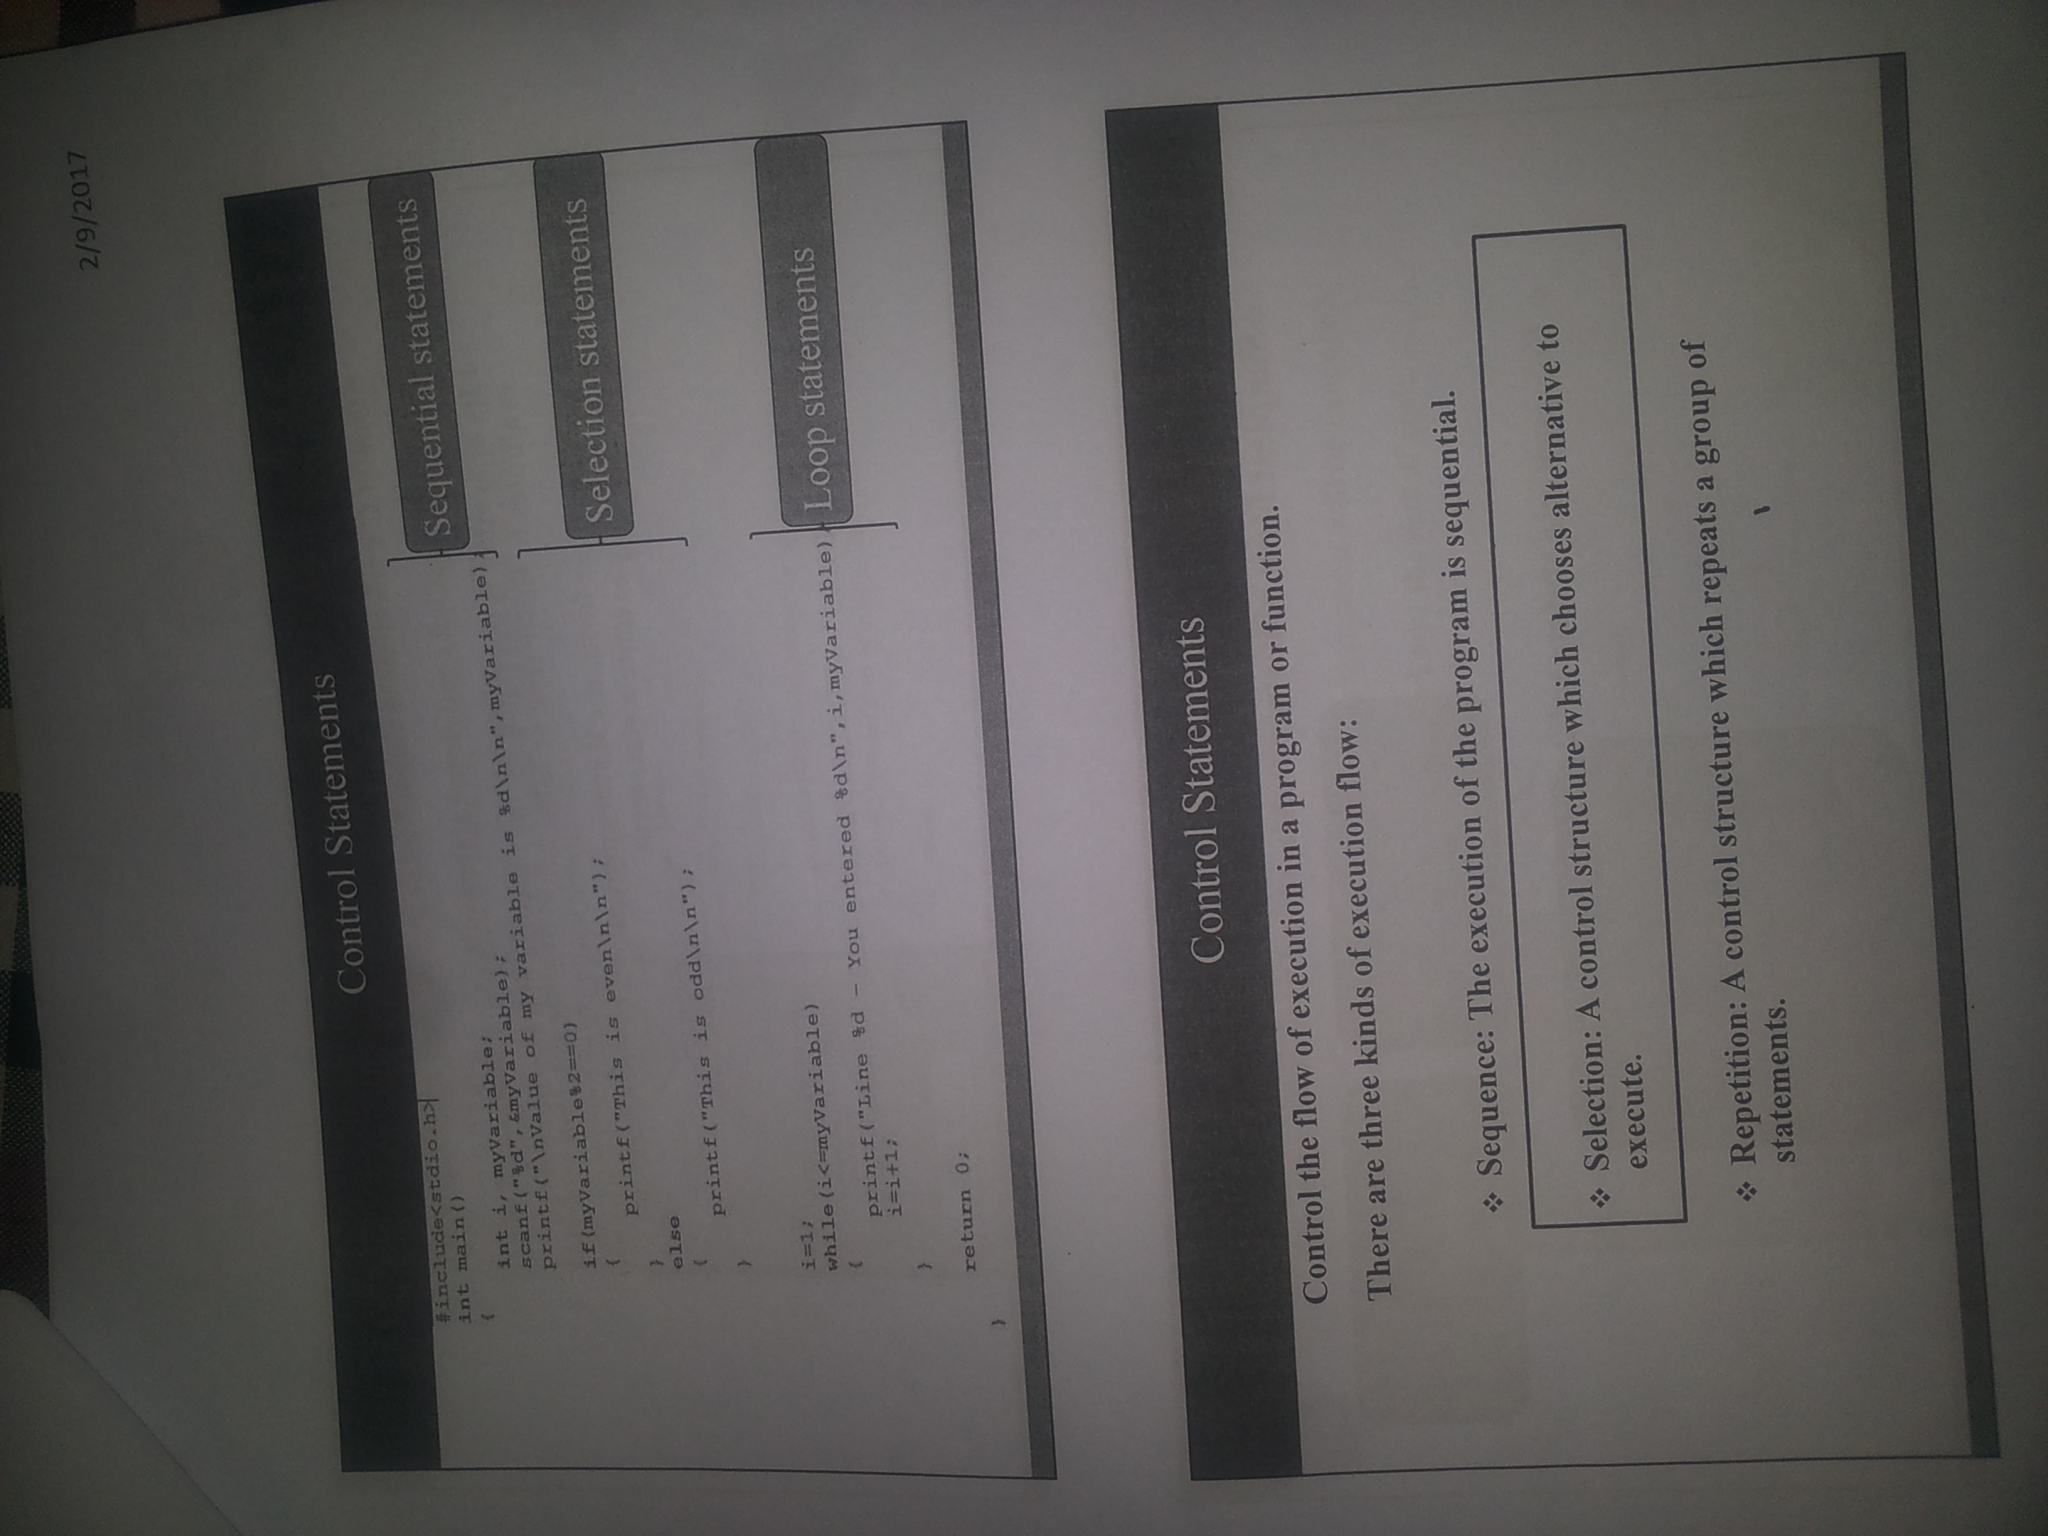 2/9/2017
Control Statements
#include<stdio.h>
int main()
{
int i, myVariable;
scanf("%d",&myVariable);
printf("\nValue of my variable is %d\n\n",myVariable);
Sequential statements
if(myVariable%2==0)
{
printf("This is even\n\n");
}
else
{
printf("This is odd\n\n");
}
Selection statements
i=1;
while(i<=myVariable)
{
printf("Line %d - You entered %d\n",i,myVariable)
i=i+1;
}
Loop statements
return 0;
}
Control Statements
Control the flow of execution in a program or function.
There are three kinds of execution flow:
❖ Sequence: The execution of the program is sequential.
❖ Selection: A control structure which chooses alternative to
execute.
❖ Repetition: A control structure which repeats a group of
statements.